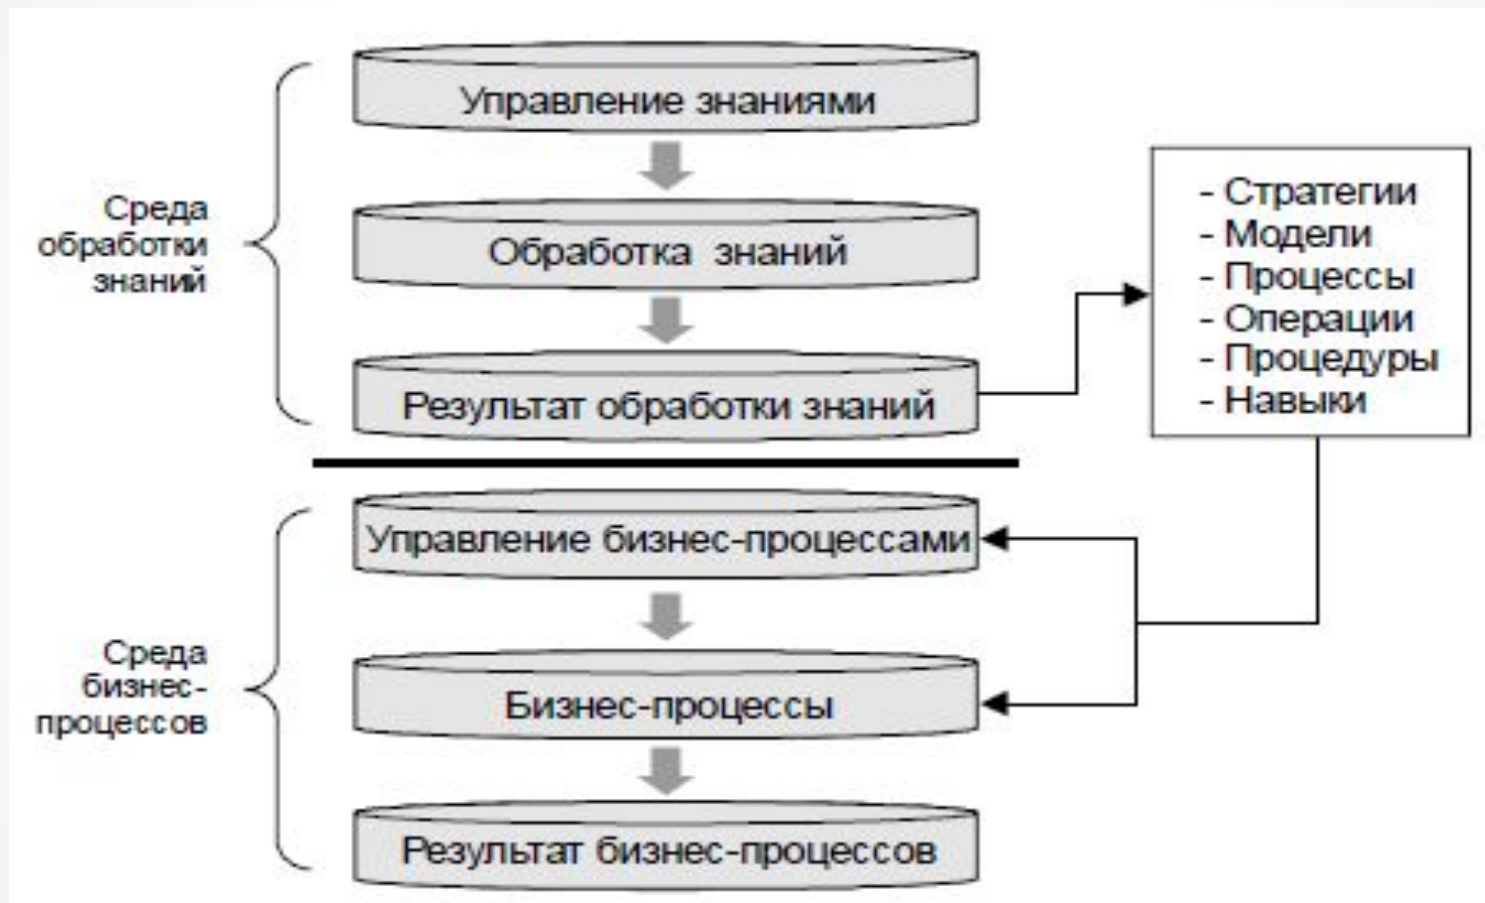 Управление знаниями
Среда
обработки
знаний
Обработка знаний
Результат обработки знаний
- Стратегии
- Модели
- Процессы
- Операции
- Процедуры
- Навыки
Управление бизнес-процессами
Среда
бизнес-
процессов
Бизнес-процессы
Результат бизнес-процессов